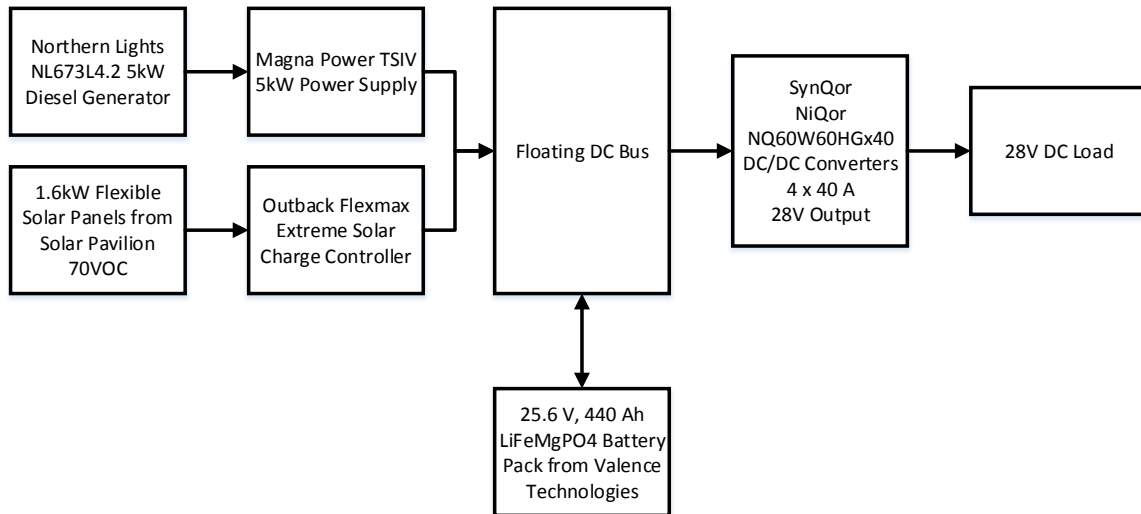 Northern Lights
NL673L4.2 5kW
Diesel Generator
Magna Power TSIV
5kW Power Supply
1.6kW Flexible
Solar Panels from
Solar Pavilion
70VOC
Outback Flexmax
Extreme Solar
Charge Controller
Floating DC Bus
SynQor
NiQor
NQ60W60HGx40
DC/DC Converters
4 x 40 A
28V Output
28V DC Load
25.6 V, 440 Ah
LiFeMgPO4 Battery
Pack from Valence
Technologies